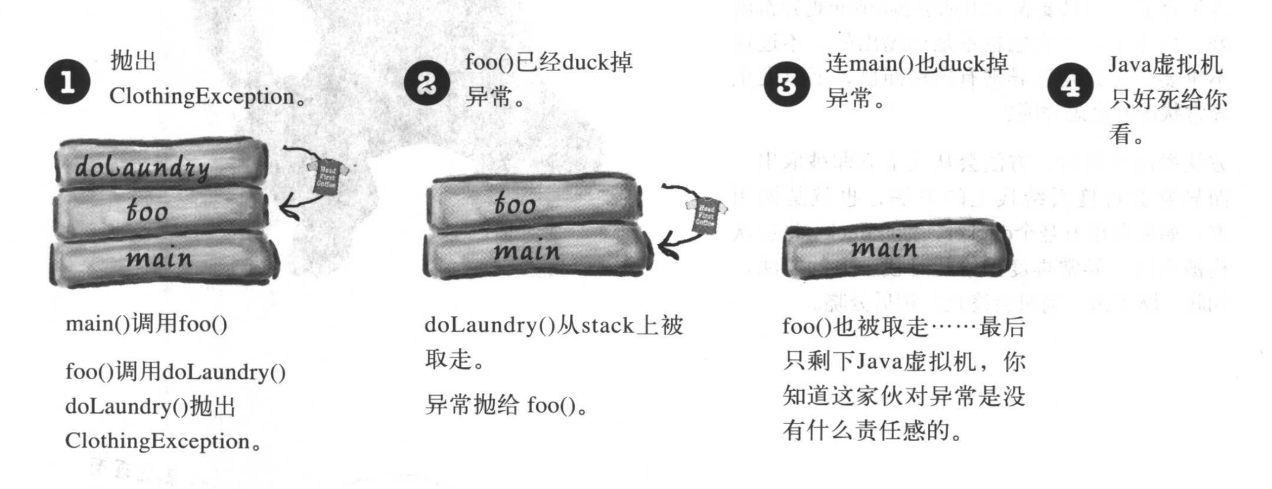 1
抛出
ClothingException。
doLaundry
foo
main
Head
First
Coffee
main()调用foo()
foo()调用doLaundry()
doLaundry()抛出
ClothingException。
2
foo()已经duck掉
异常。
foo
main
Head
First
Coffee
doLaundry()从stack上被
取走。
异常抛给 foo()。
3
连main()也duck掉
异常。
main
foo()也被取走……最后
只剩下Java虚拟机，你
知道这家伙对异常是没
有什么责任感的。
4
Java虚拟机
只好死给你
看。